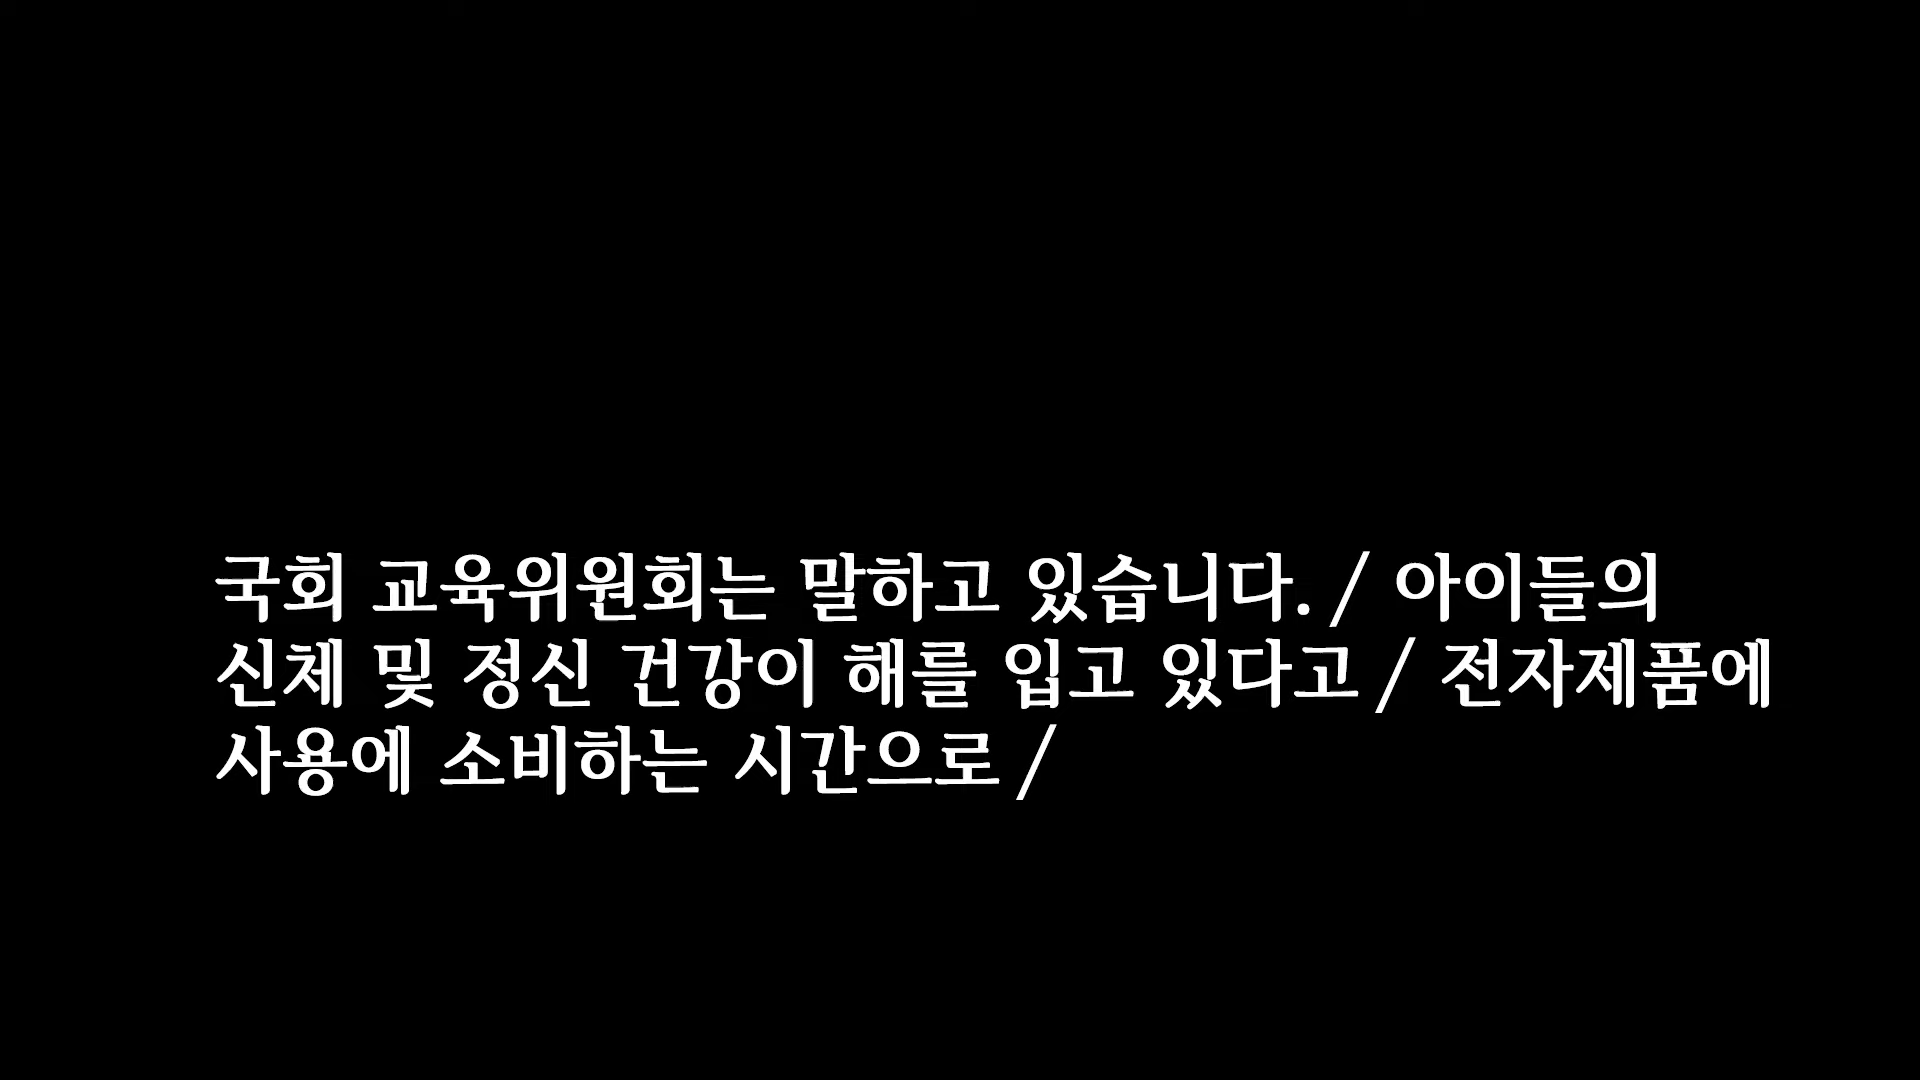 국회 교육위원회는 말하고 있습니다. / 아이들의
신체 및 정신 건강이 해를 입고 있다고 / 전자제품에
사용에 소비하는 시간으로 /